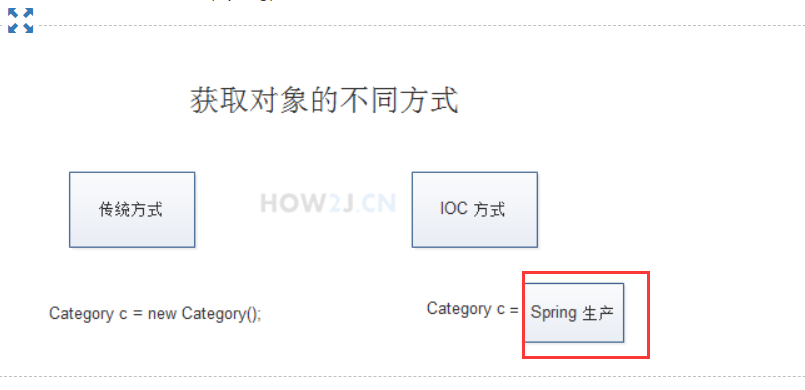 获取对象的不同方式
传统方式
HOW2J.CN
IOC 方式
Category c = new Category();
Category c = Spring 生产